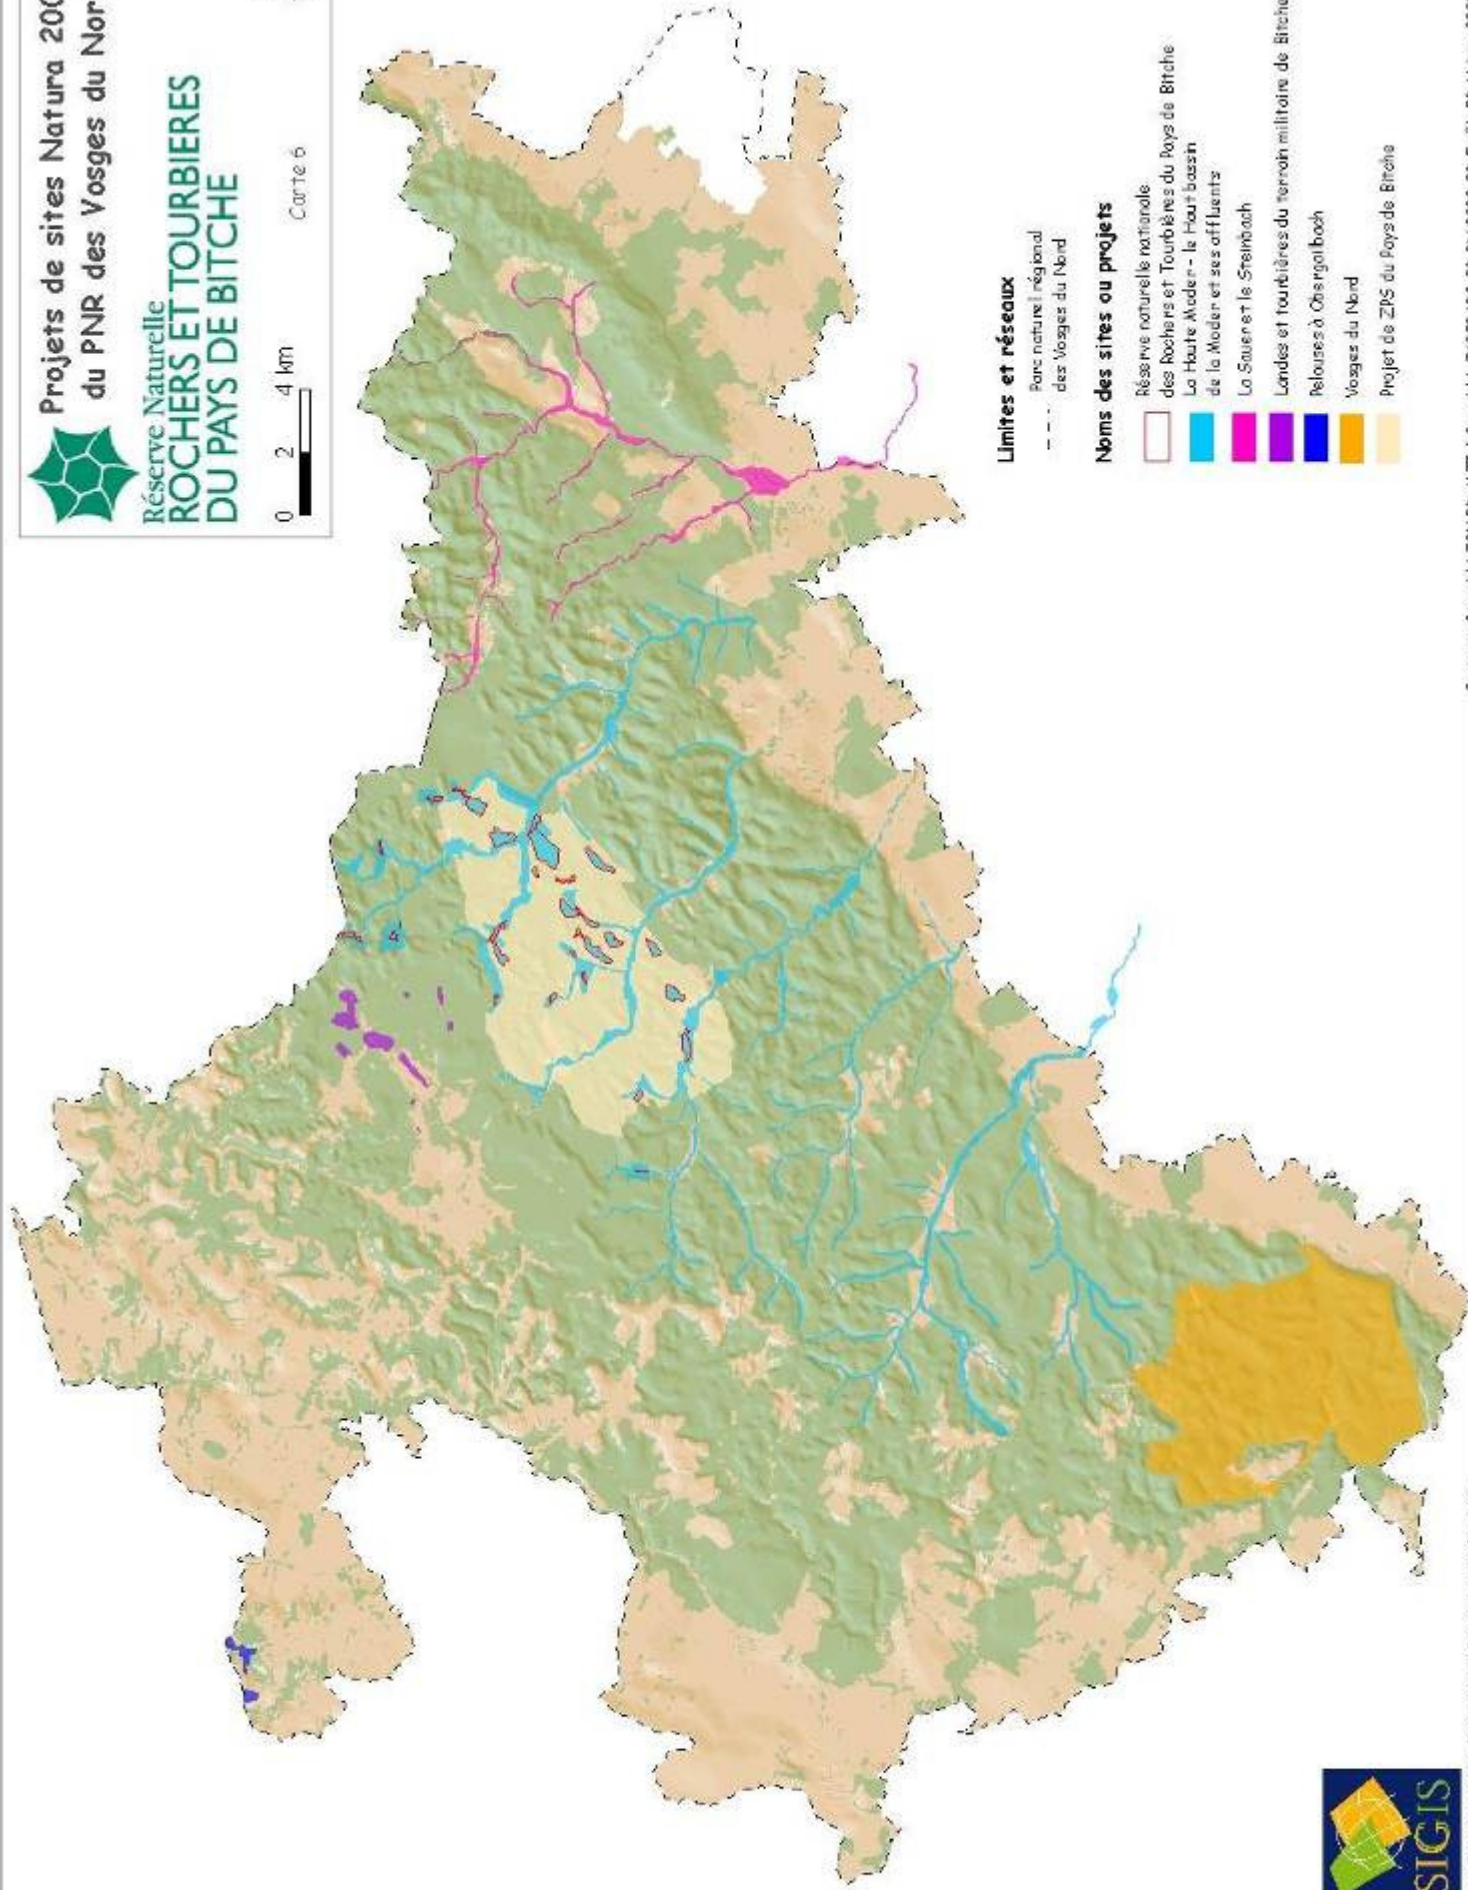 Projets de sites Natura 200
du PNR des Vosges du Nor
Réserve Naturelle
ROCHERS ET TOURBIERES
DU PAYS DE BITCHE
0 2 4 km
Carte 6
Limites et réseaux
Parc naturel régional
des Vosges du Nord
Noms des sites ou projets
Réserve naturelle nationale
des Rochers et Tourbières du Pays de Bitche
La Haute Moder - le Haut bassin
de la Moder et ses affluents
La Sauer et le Steinbach
Landes et tourbières du terrain militaire de Bitche
Pelouses à Obergailbach
Vosges du Nord
Projet de ZPS du Pays de Bitche
SIGIS